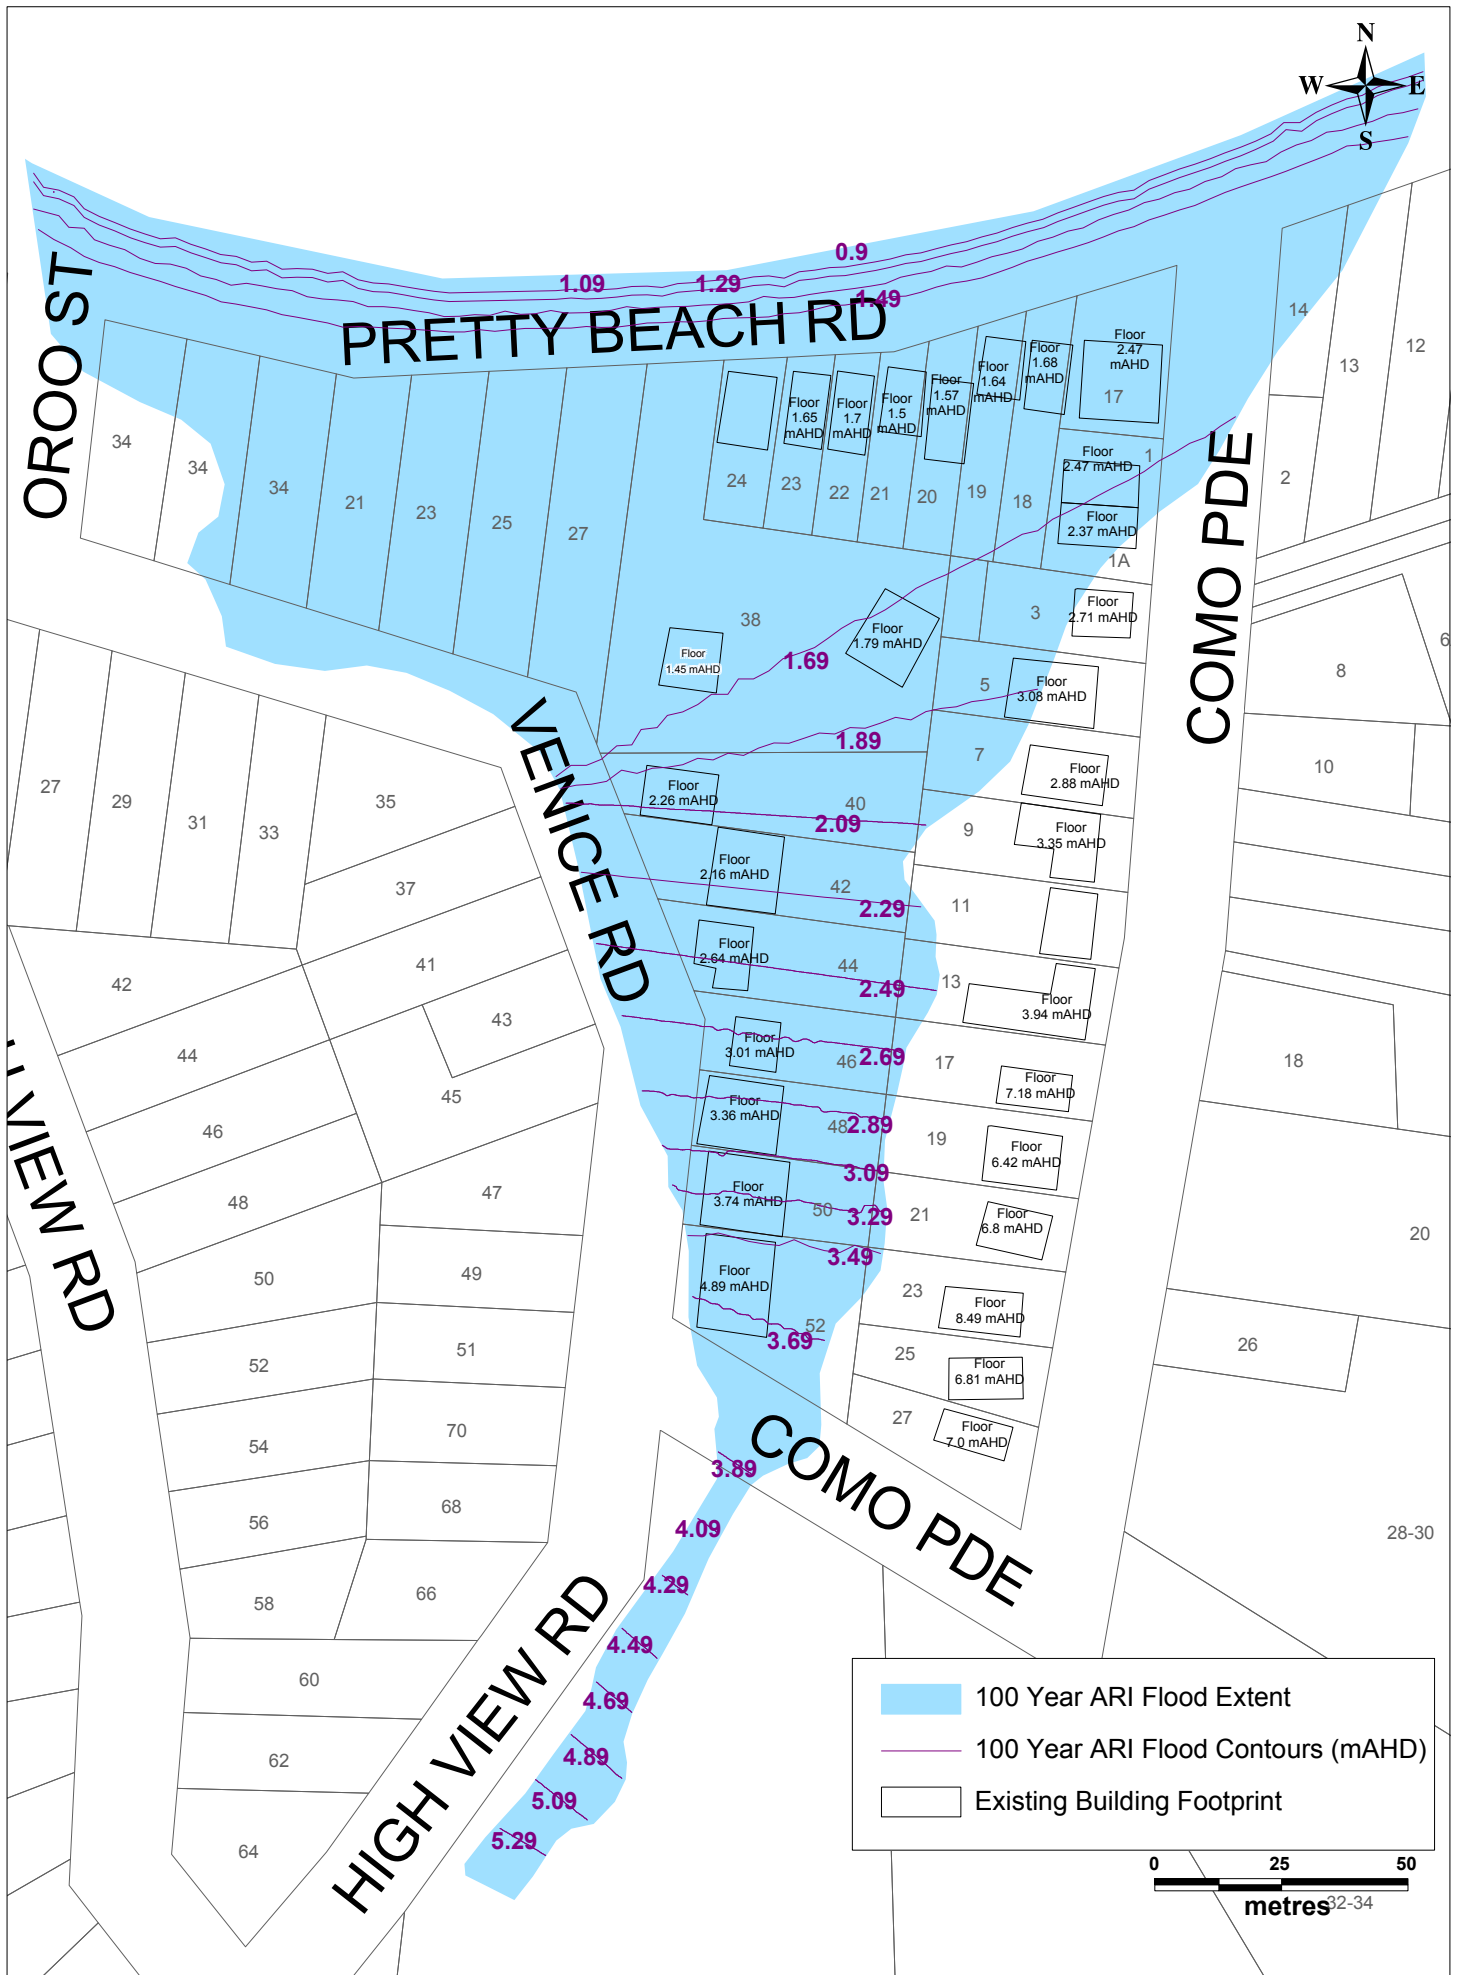 N
W E
S
OROO ST
PRETTY BEACH RD
0.9
1.09
1.29
1.49
14
13
12
2
34
34
34
21
23
25
27
24
23
22
21
20
19
18
17
1
1A
Floor
1.65
mAHD
Floor
1.7
mAHD
Floor
1.5
mAHD
Floor
1.57
mAHD
Floor
1.64
mAHD
Floor
1.68
mAHD
Floor
2.47
mAHD
Floor
2.47 mAHD
Floor
2.37 mAHD
COMO PDE
38
Floor
1.45 mAHD
Floor
1.79 mAHD
1.69
1.89
3
Floor
2.71 mAHD
5
Floor
3.08 mAHD
7
Floor
2.88 mAHD
9
Floor
3.35 mAHD
11
13
Floor
3.94 mAHD
17
Floor
7.18 mAHD
19
Floor
6.42 mAHD
21
Floor
6.8 mAHD
23
Floor
8.49 mAHD
25
Floor
6.81 mAHD
27
Floor
7.0 mAHD
6
8
10
18
20
26
28-30
32-34
VENICE RD
Floor
2.26 mAHD
40
2.09
Floor
2.16 mAHD
42
2.29
Floor
2.64 mAHD
44
2.49
Floor
3.01 mAHD
46
2.69
Floor
3.36 mAHD
48
2.89
3.09
Floor
3.74 mAHD
50
3.29
3.49
Floor
4.89 mAHD
52
3.69
27
29
31
33
35
37
41
43
45
47
49
51
70
68
66
42
44
46
48
50
52
54
56
58
60
62
64
VIEW RD
COMO PDE
HIGH VIEW RD
3.89
4.09
4.29
4.49
4.69
4.89
5.09
5.29
100 Year ARI Flood Extent
100 Year ARI Flood Contours (mAHD)
Existing Building Footprint
0 25 50
metres